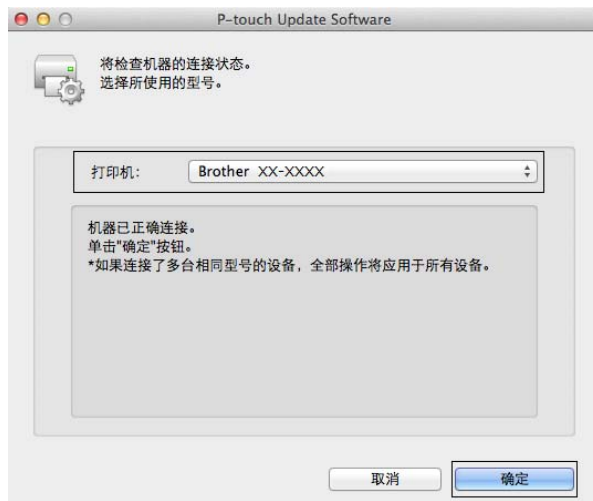 P-touch Update Software
将检查机器的连接状态。
选择所使用的型号。
打印机: Brother XX-XXXX
机器已正确连接。
单击"确定"按钮。
*如果连接了多台相同型号的设备，全部操作将应用于所有设备。
取消 确定